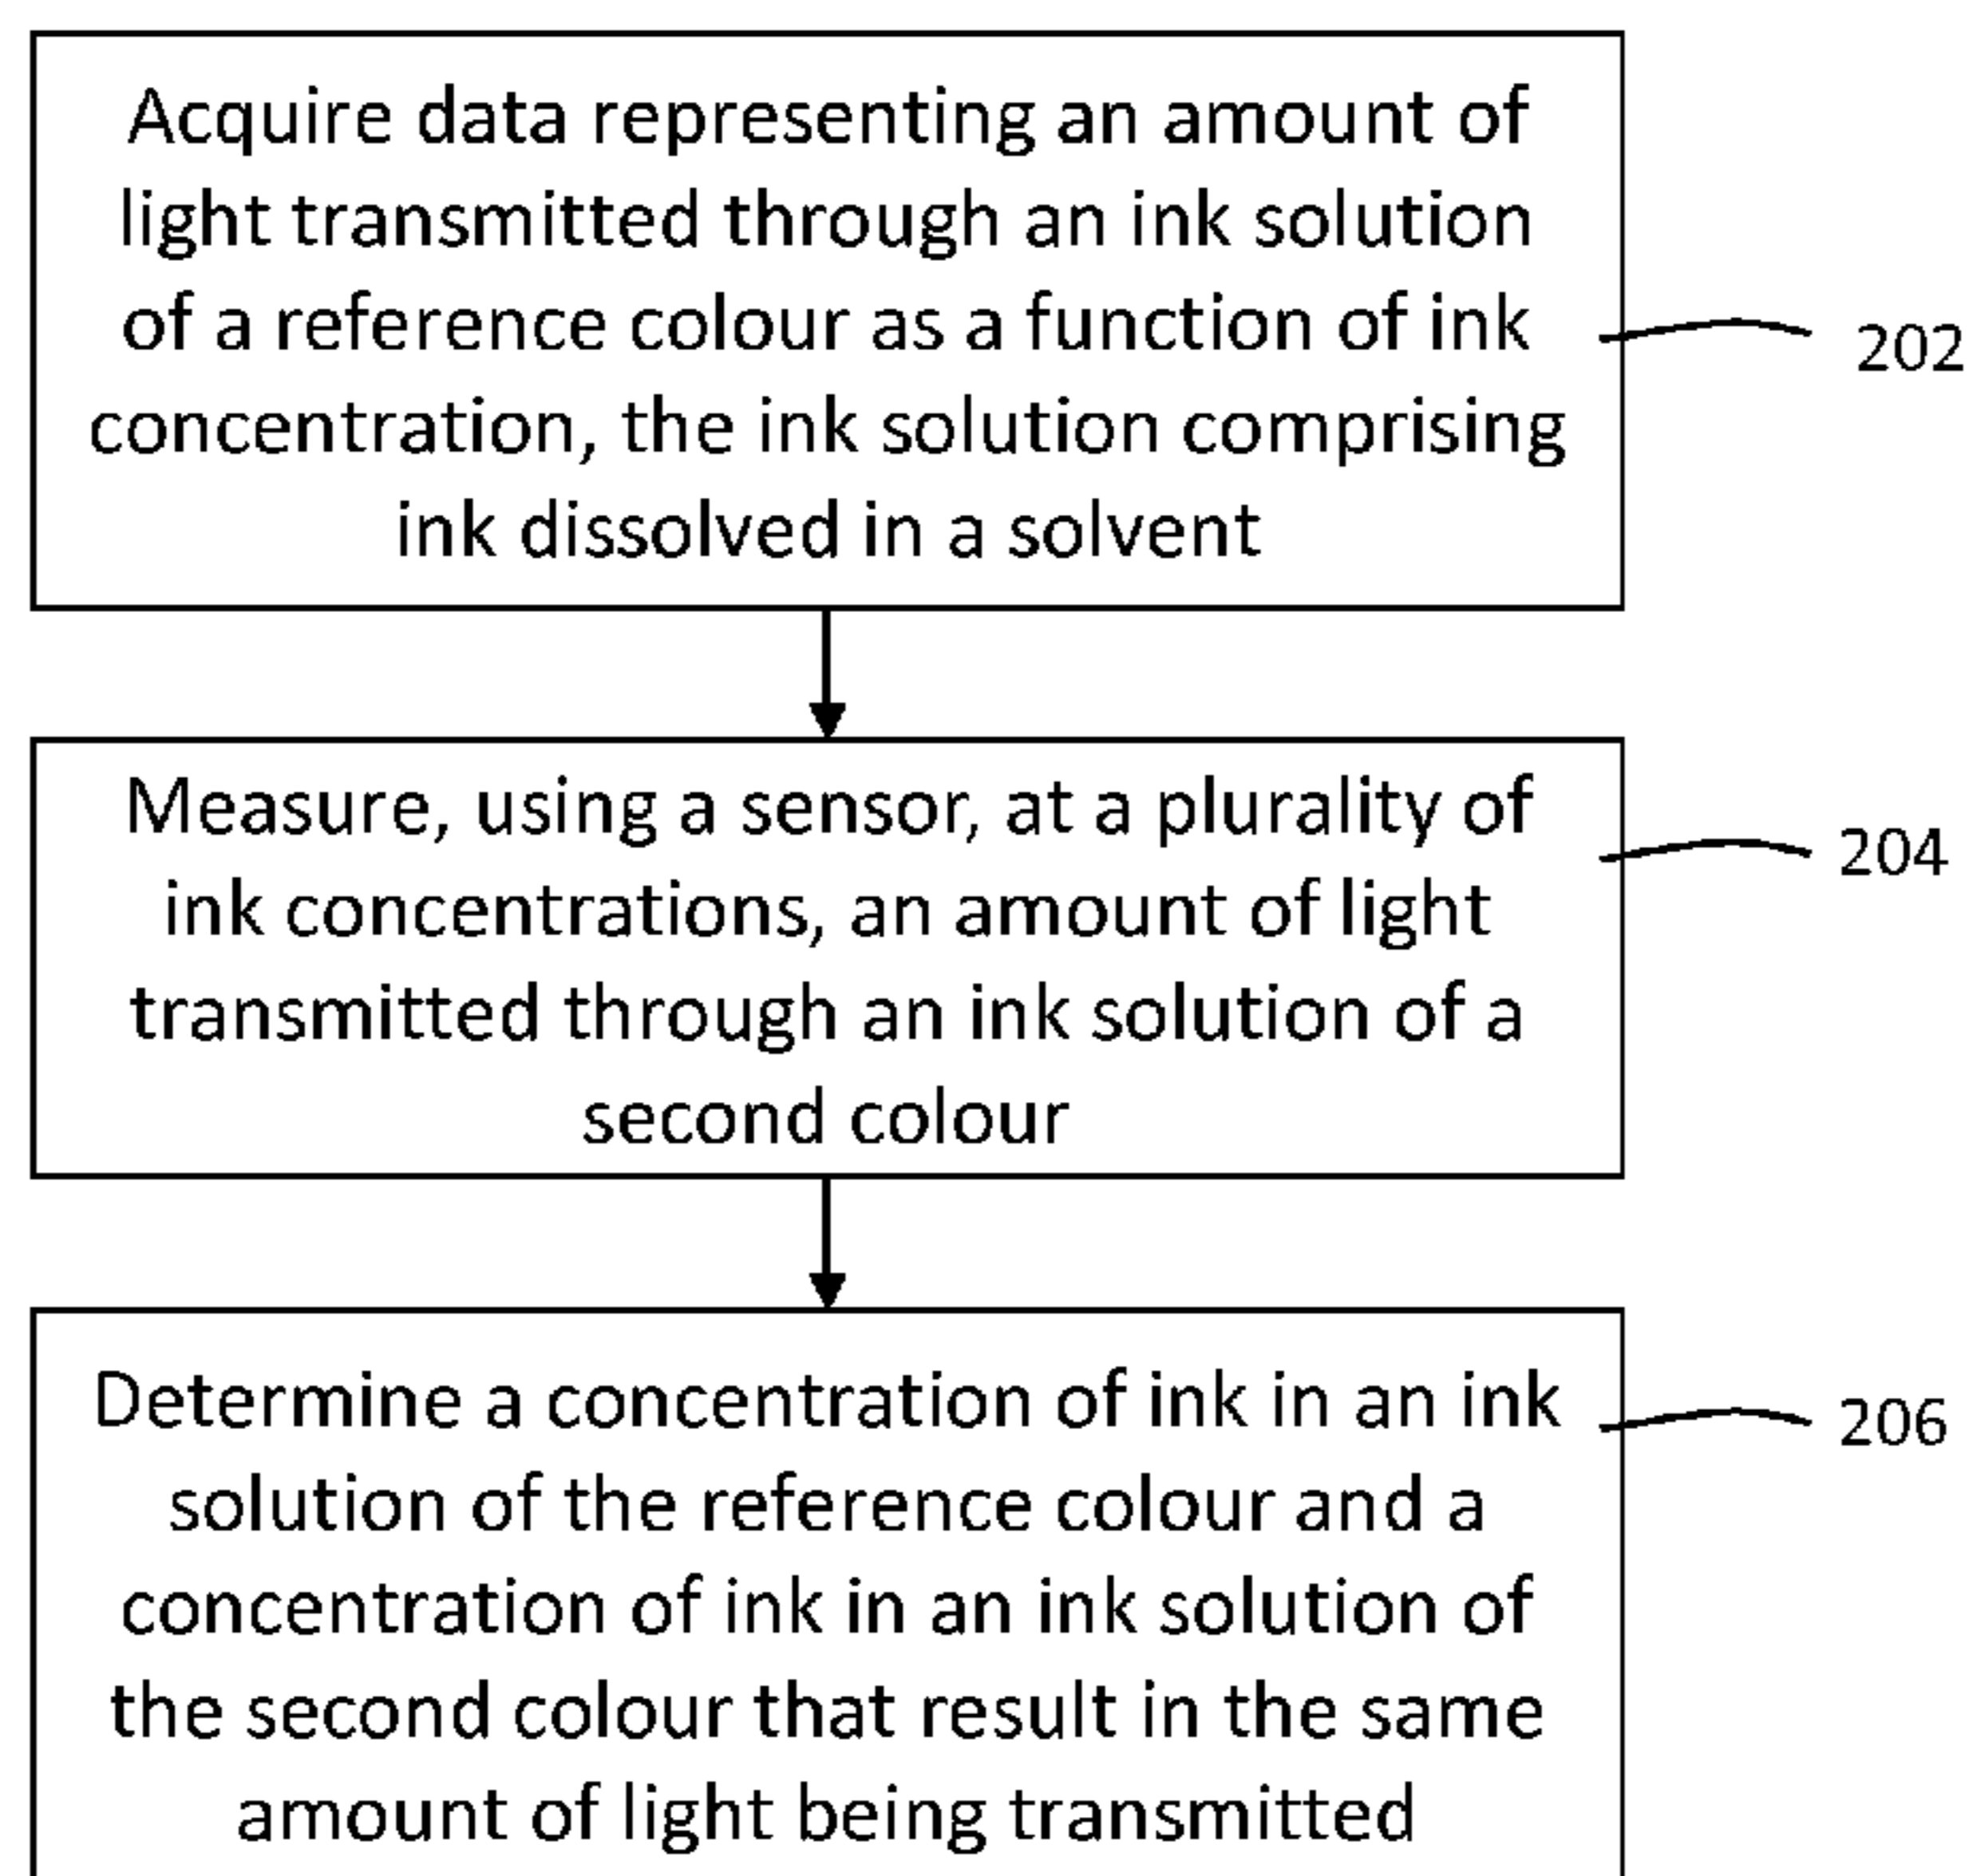 Acquire data representing an amount of
light transmitted through an ink solution
of a reference colour as a function of ink
concentration, the ink solution comprising
ink dissolved in a solvent
202
Measure, using a sensor, at a plurality of
ink concentrations, an amount of light
transmitted through an ink solution of a
second colour
204
Determine a concentration of ink in an ink
solution of the reference colour and a
concentration of ink in an ink solution of
the second colour that result in the same
amount of light being transmitted
206